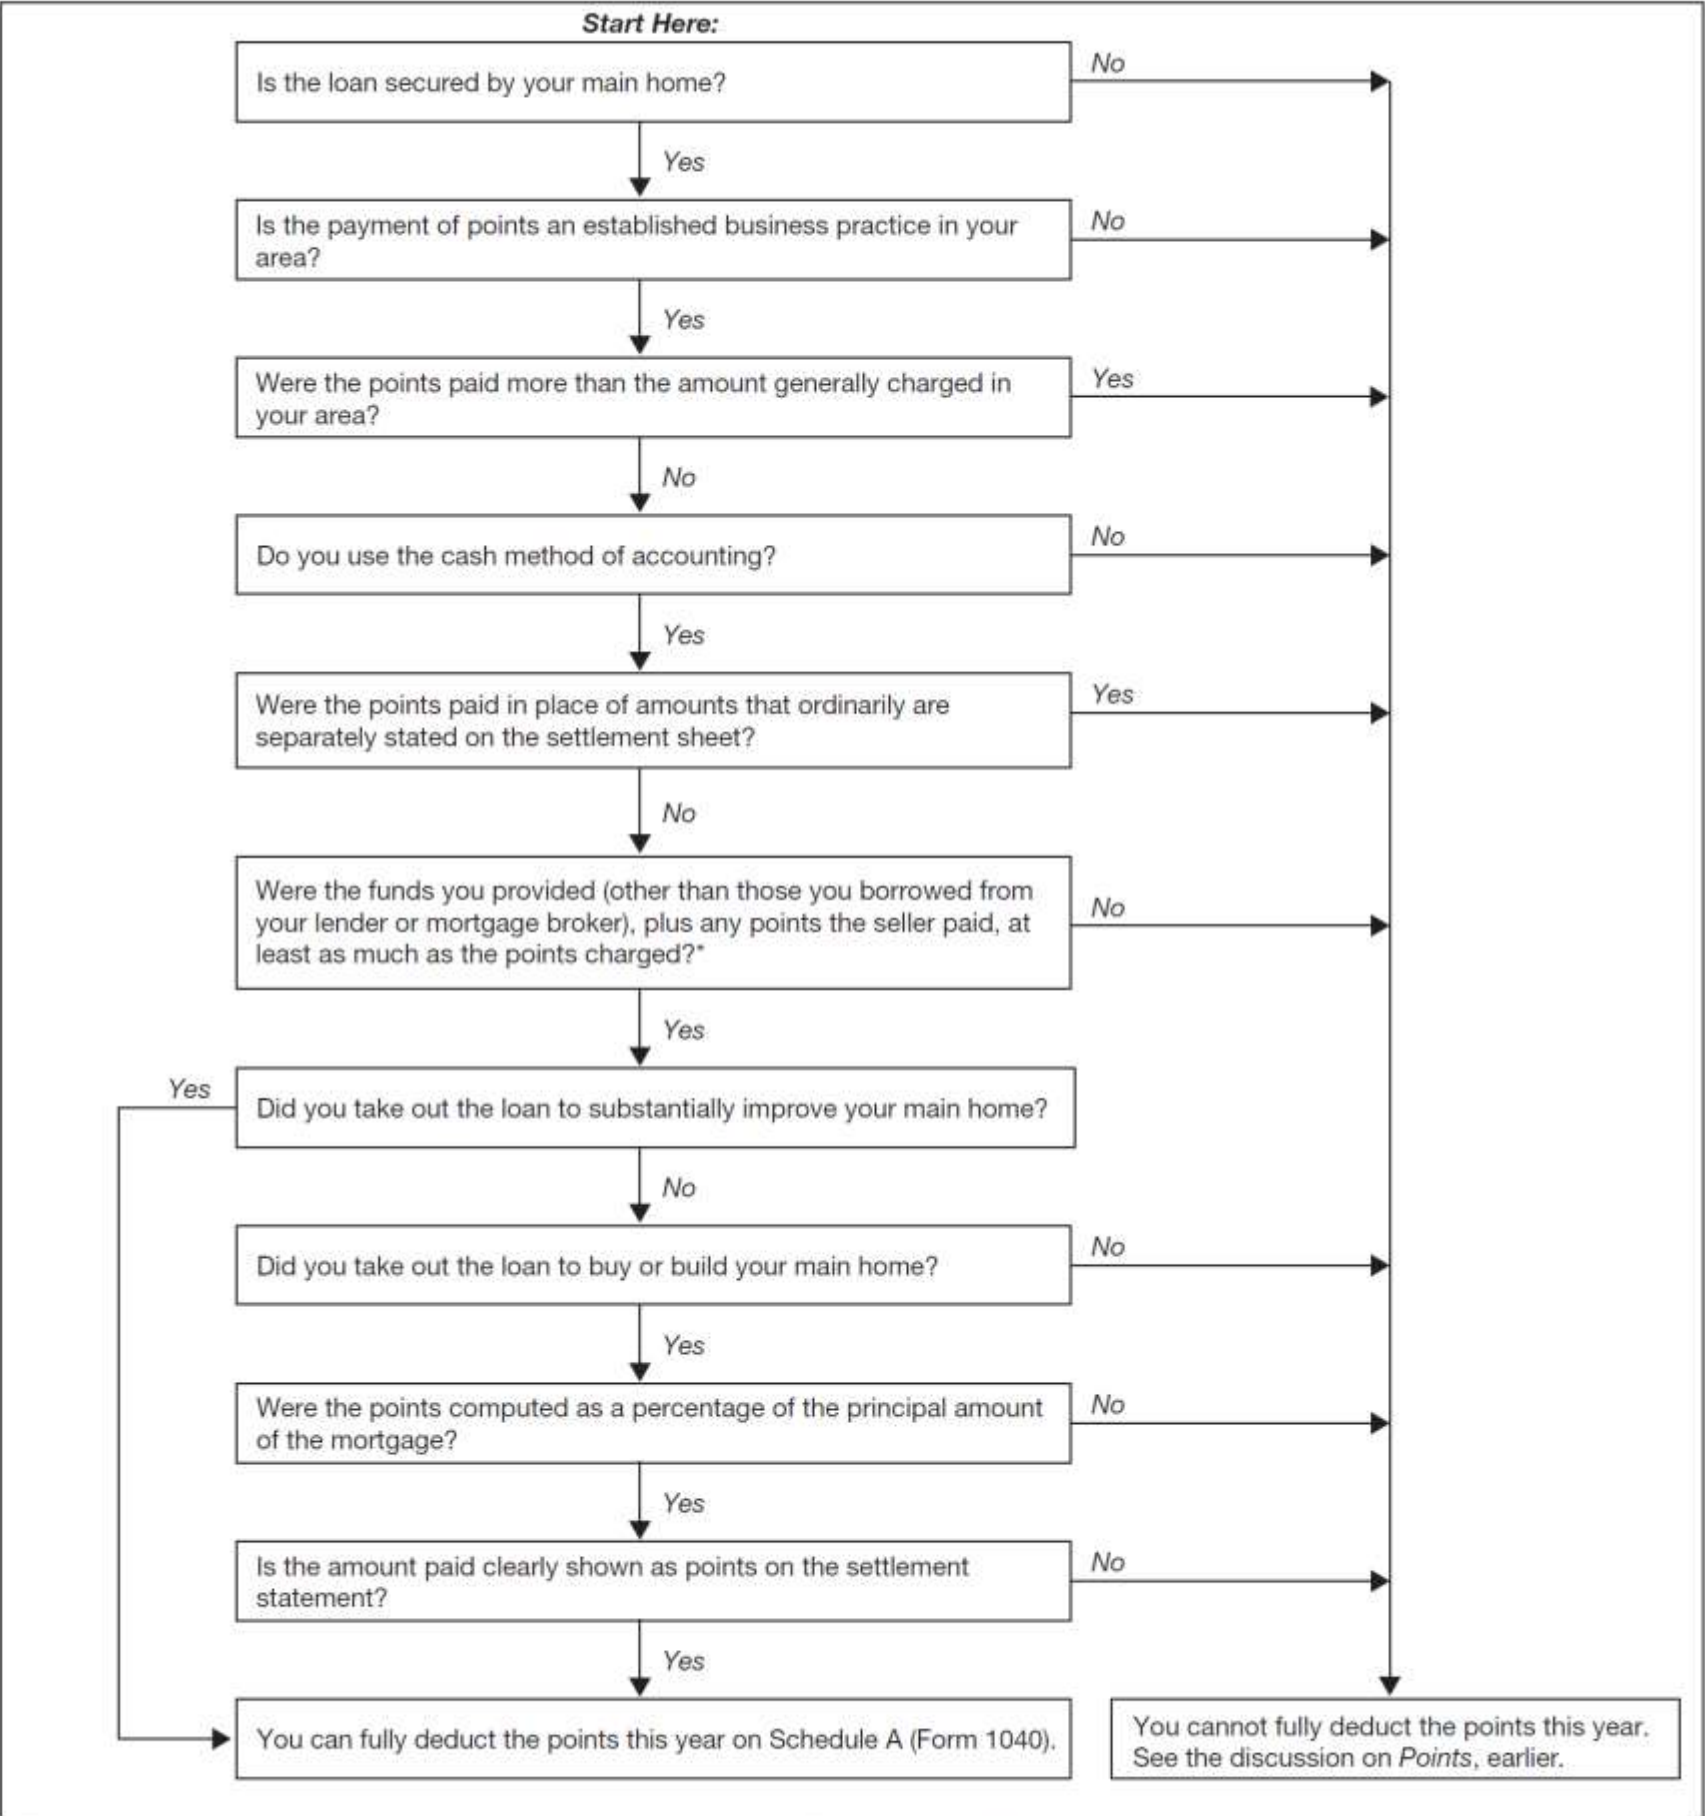 Start Here:
Is the loan secured by your main home?
No
Yes
Is the payment of points an established business practice in your
area?
No
Yes
Were the points paid more than the amount generally charged in
your area?
Yes
No
Do you use the cash method of accounting?
No
Yes
Were the points paid in place of amounts that ordinarily are
separately stated on the settlement sheet?
Yes
No
Were the funds you provided (other than those you borrowed from
your lender or mortgage broker), plus any points the seller paid, at
least as much as the points charged?*
No
Yes
Yes
Did you take out the loan to substantially improve your main home?
No
Did you take out the loan to buy or build your main home?
No
Yes
Were the points computed as a percentage of the principal amount
of the mortgage?
No
Yes
Is the amount paid clearly shown as points on the settlement
statement?
No
Yes
You can fully deduct the points this year on Schedule A (Form 1040).
You cannot fully deduct the points this year.
See the discussion on Points, earlier.